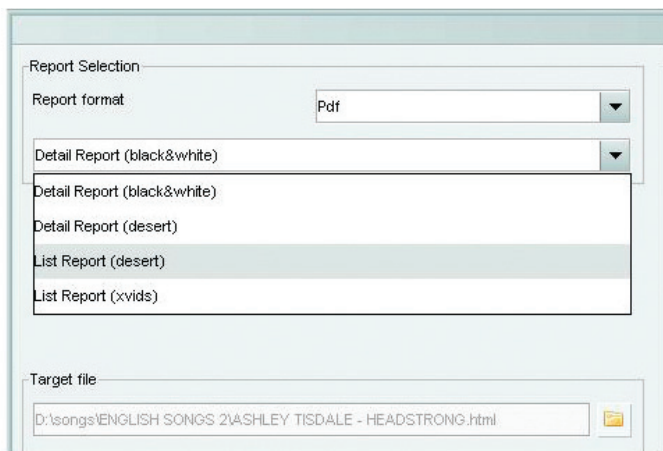 Report Selection
Report format
Pdf
Detail Report (black&white)
Detail Report (black&white)
Detail Report (desert)
List Report (desert)
List Report (xvids)
Target file
D:\songs\ENGLISH SONGS 2\ASHLEY TISDALE - HEADSTRONG.html